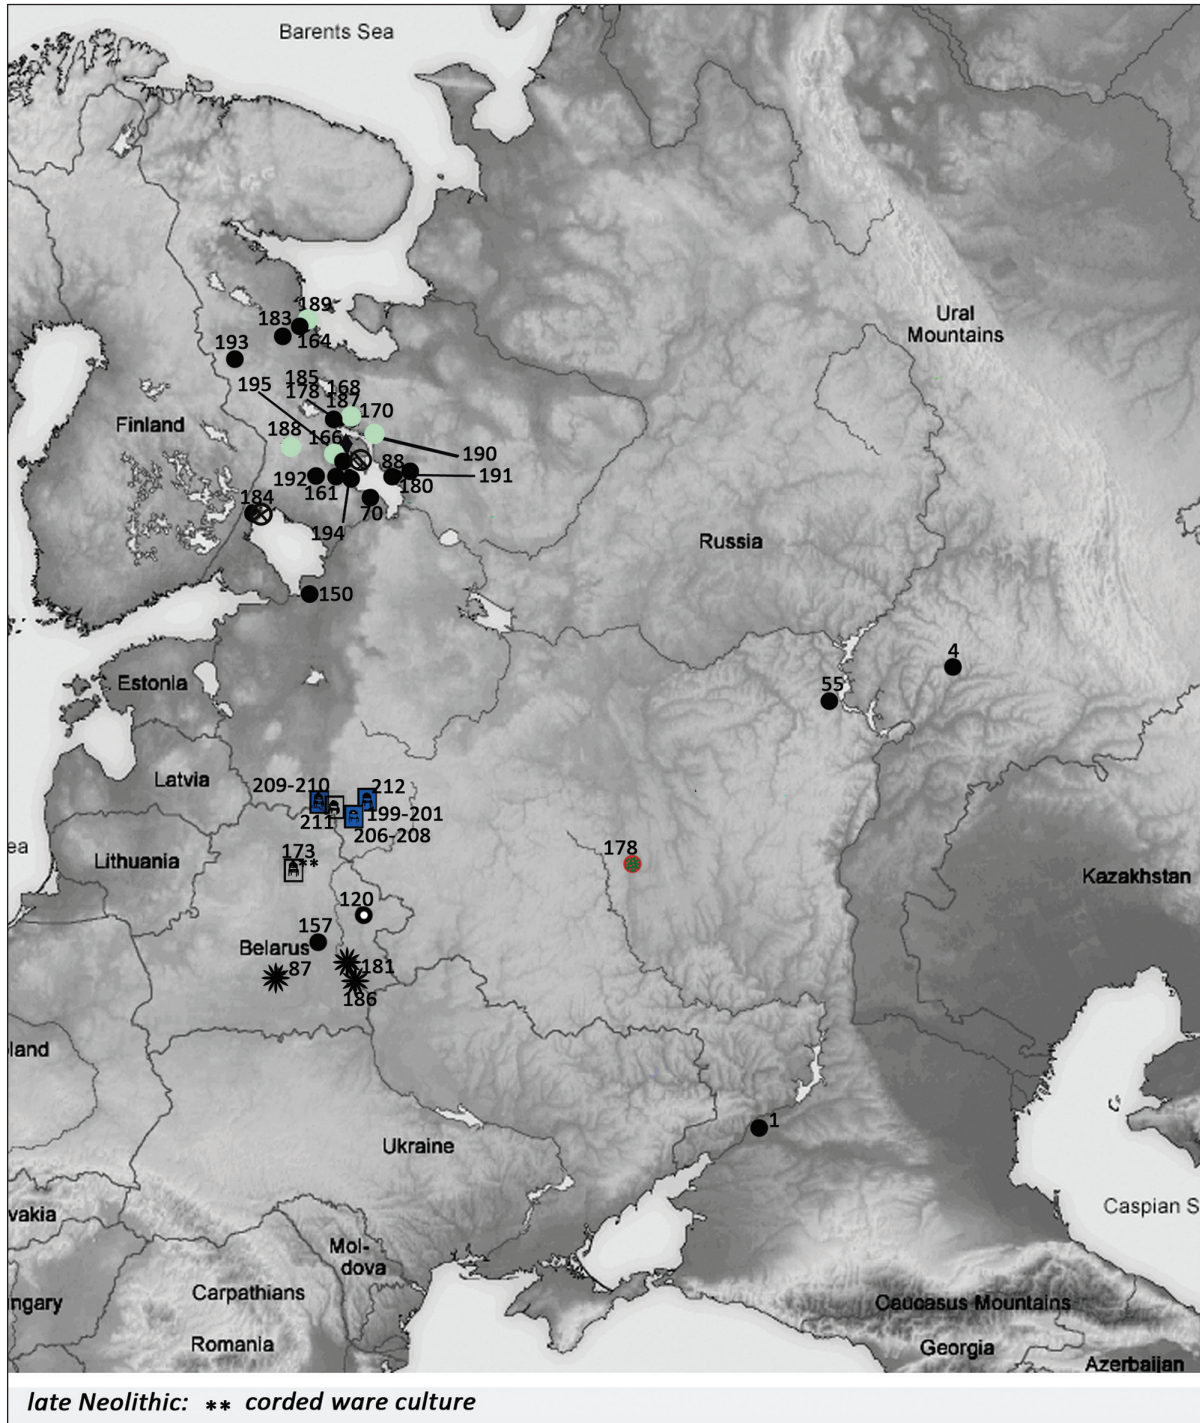 Barents Sea
189
183
164
193
Ural
Mountains
185
168
195
178
187
170
Finland
188
166
190
88
191
192
161
180
184
70
194
Russia
150
4
Estonia
55
Latvia
209-210
212
211
199-201
206-208
ea
Lithuania
173
**
178
Kazakhstan
120
157
Belarus
87
181
186
land
1
Ukraine
Caspian S
vakia
Mol-
dova
Carpathians
ngary
Caucasus Mountains
Romania
Georgia
Azerbaijan
late Neolithic: ** corded ware culture